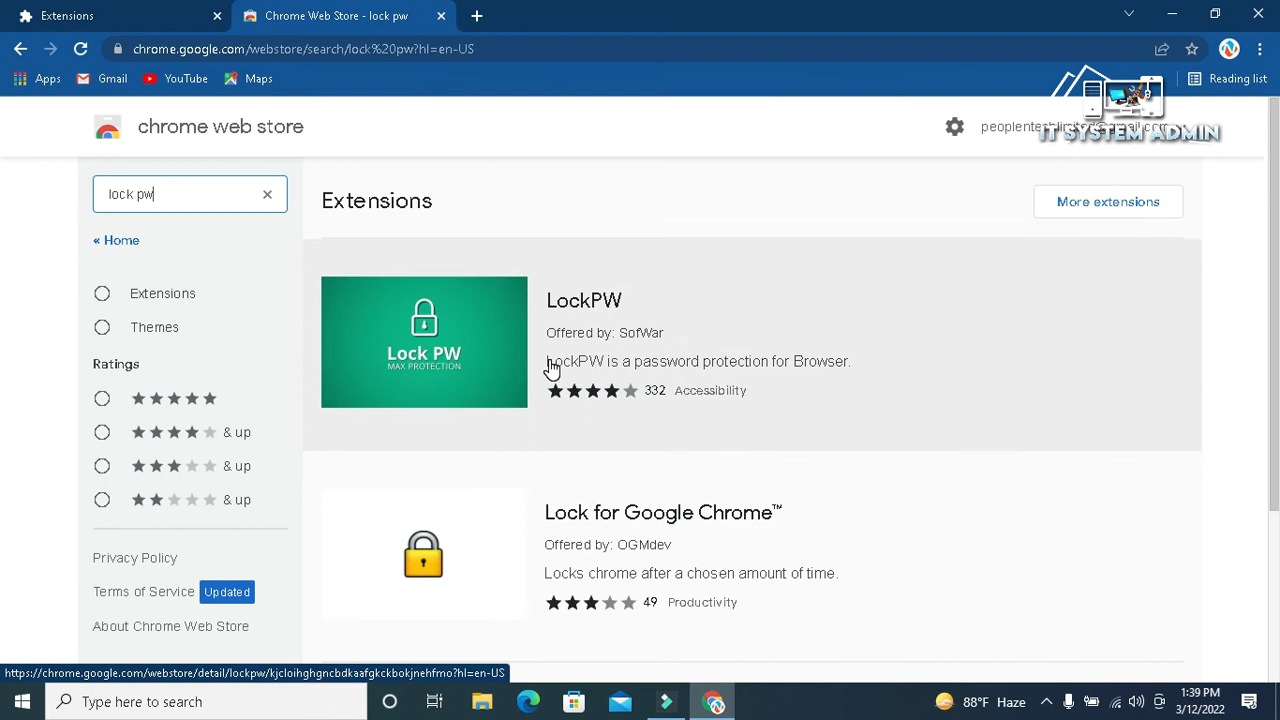 Extensions
Chrome Web Store - lock pw
chrome.google.com/webstore/search/lock%20pw?hl=en-US
Apps
Gmail
YouTube
Maps
Reading list
chrome web store
IT SYSTEM ADMIN
lock pw
« Home
Extensions
Themes
Ratings
& up
& up
& up
Privacy Policy
Terms of Service Updated
About Chrome Web Store
Extensions
More extensions
Lock PW
MAX PROTECTION
LockPW
Offered by: SofWar
LockPW is a password protection for Browser.
332 Accessibility
Lock for Google Chrome™
Offered by: OGMdev
Locks chrome after a chosen amount of time.
49 Productivity
https://chrome.google.com/webstore/detail/lockpw/kjcloihghgncbdkaafgkckbokjnehfmo?hl=en-US
Type here to search
88°F Haze
1:39 PM
3/12/2022